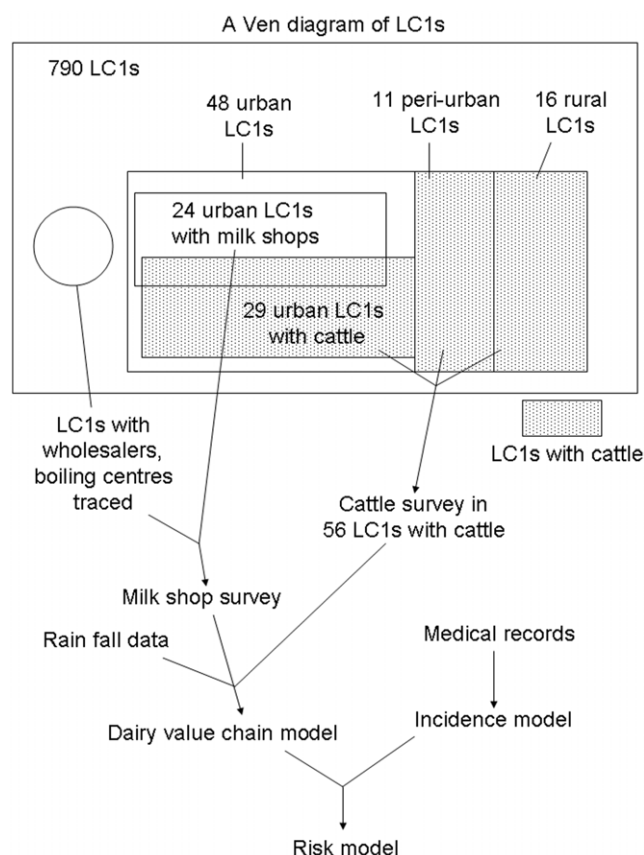 A Ven diagram of LC1s
790 LC1s
48 urban
LC1s
11 peri-urban
LC1s
16 rural
LC1s
24 urban LC1s
with milk shops
29 urban LC1s
with cattle
LC1s with
wholesalers,
boiling centres
traced
LC1s with cattle
Cattle survey in
56 LC1s with cattle
Milk shop survey
Rain fall data
Medical records
Dairy value chain model
Incidence model
Risk model